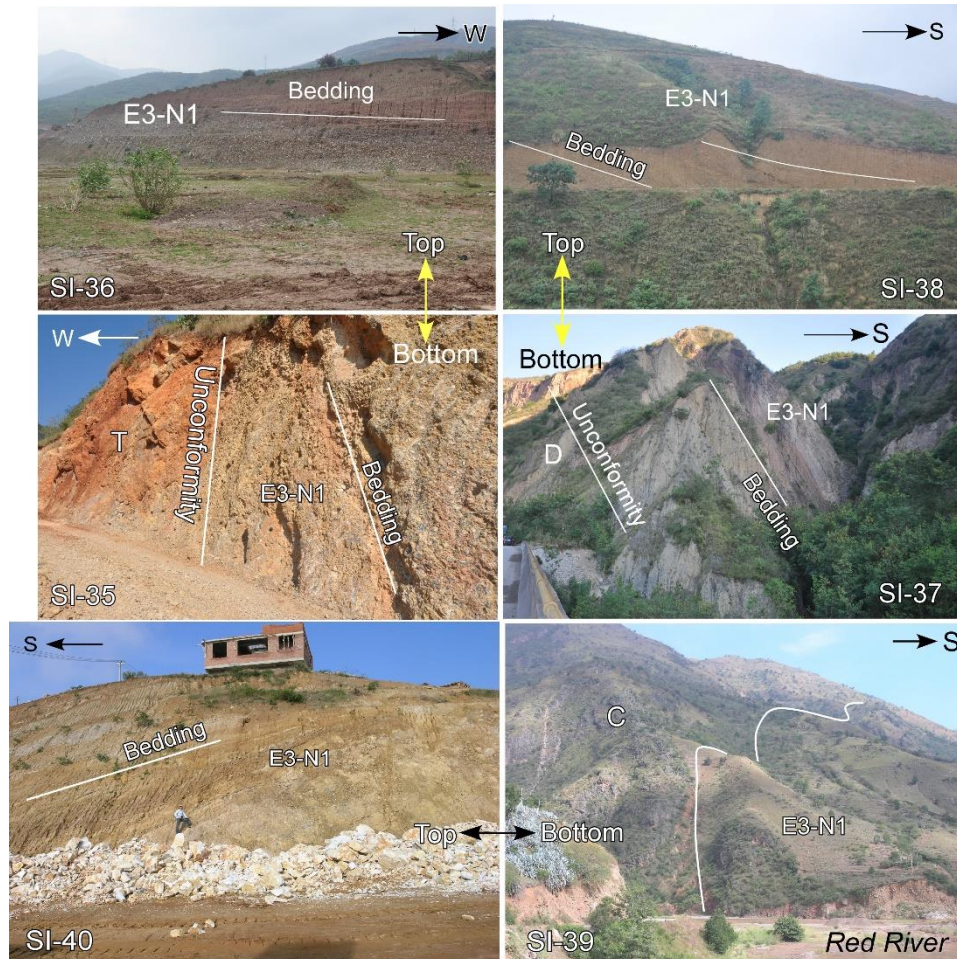 W
Bedding
E3-N1
Top
SI-36
S
E3-N1
Bedding
Top
SI-38
W
Bottom
Unconformity
T
E3-N1
Bedding
SI-35
S
Bottom
E3-N1
Unconformity
D
Bedding
SI-37
S
Bedding
E3-N1
Top
SI-40
S
C
E3-N1
Bottom
SI-39
Red River